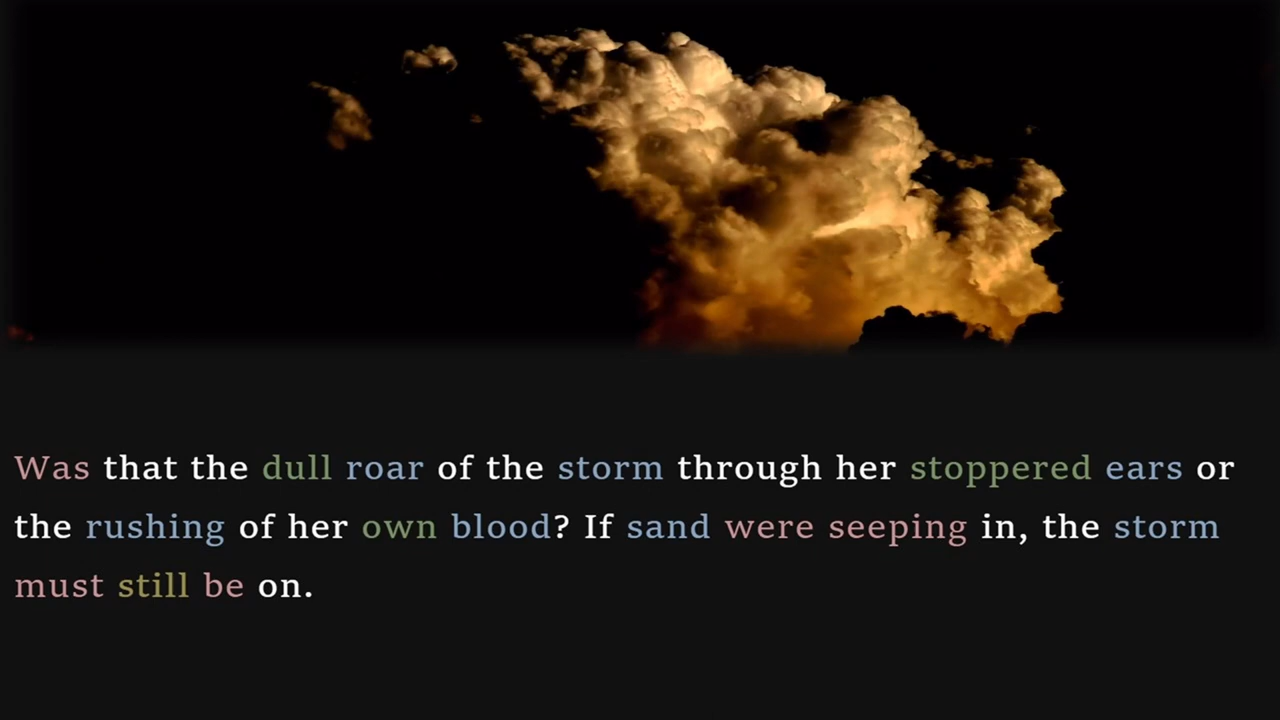 Was that the dull roar of the storm through her stoppered ears or
the rushing of her own blood? If sand were seeping in, the storm
must still be on.